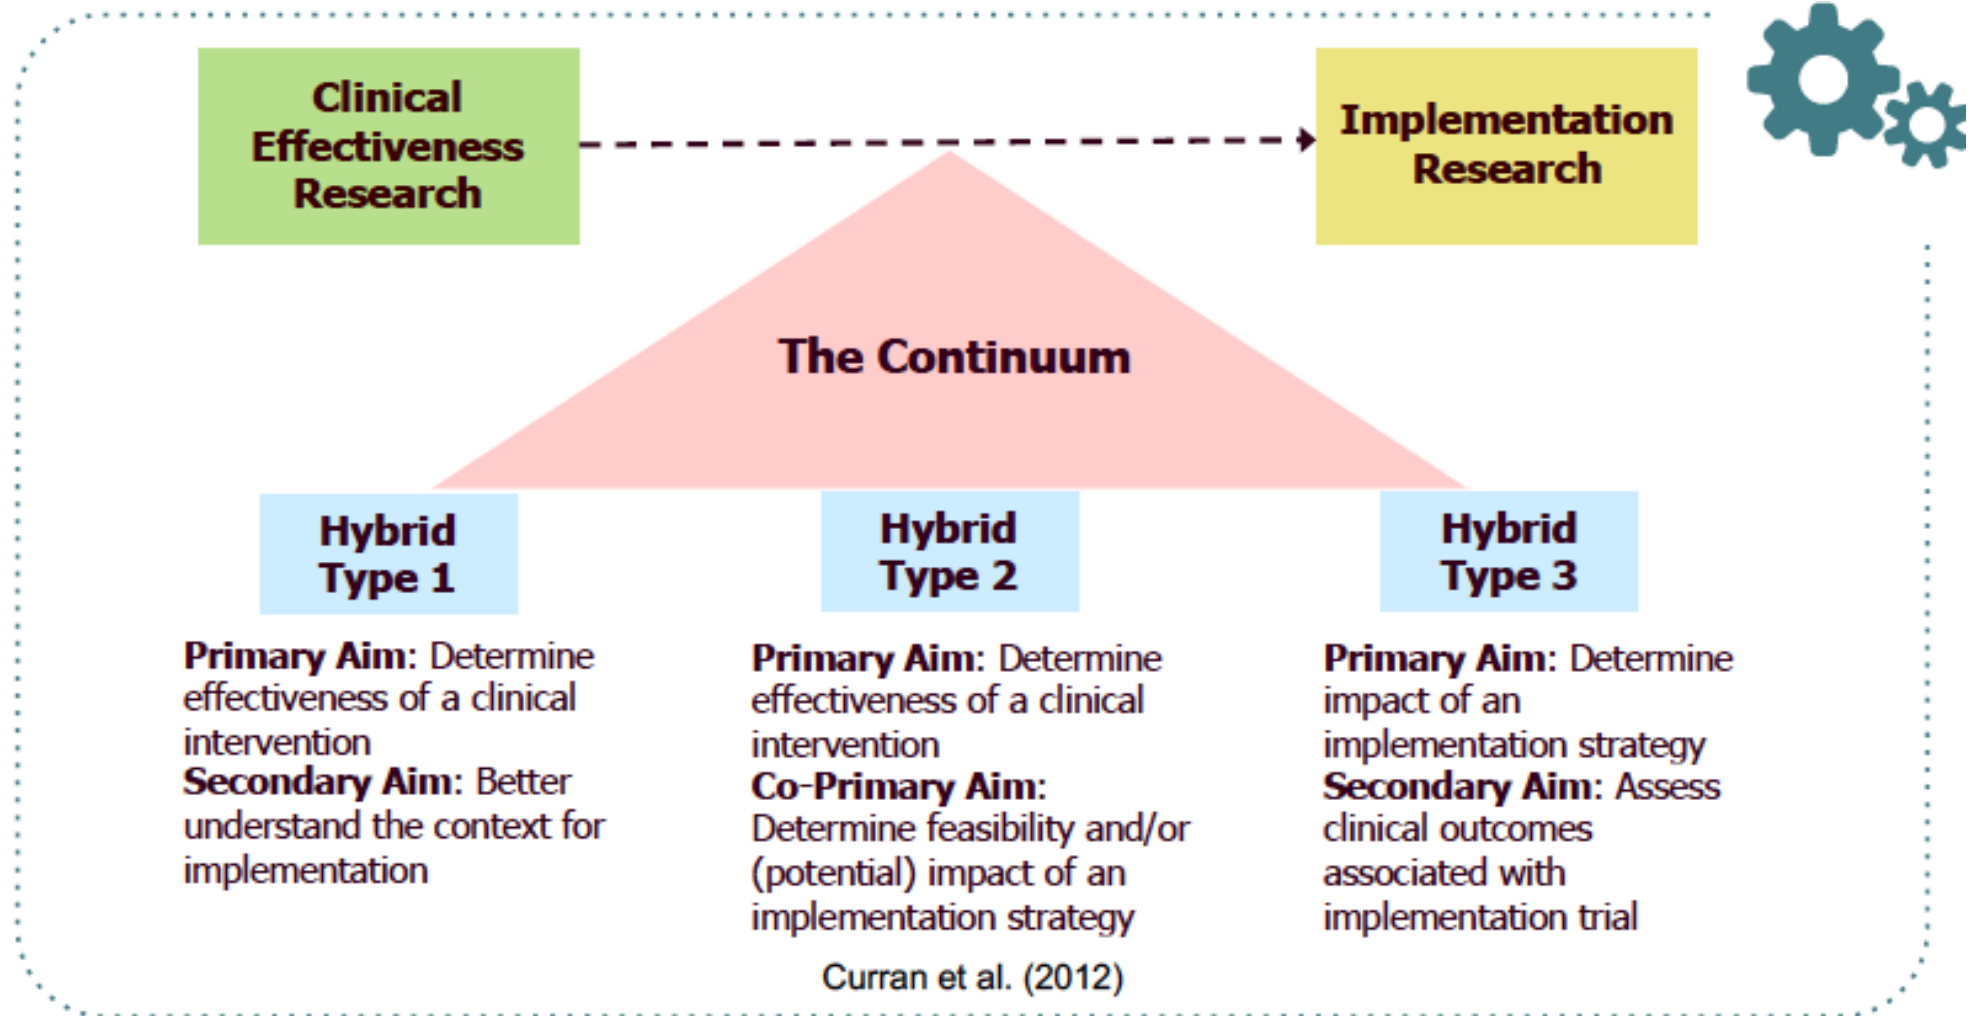 Clinical
Effectiveness
Research
Implementation
Research
The Continuum
Hybrid
Type 1
Primary Aim: Determine
effectiveness of a clinical
intervention
Secondary Aim: Better
understand the context for
implementation
Hybrid
Type 2
Primary Aim: Determine
effectiveness of a clinical
intervention
Co-Primary Aim:
Determine feasibility and/or
(potential) impact of an
implementation strategy
Hybrid
Type 3
Primary Aim: Determine
impact of an
implementation strategy
Secondary Aim: Assess
clinical outcomes
associated with
implementation trial
Curran et al. (2012)